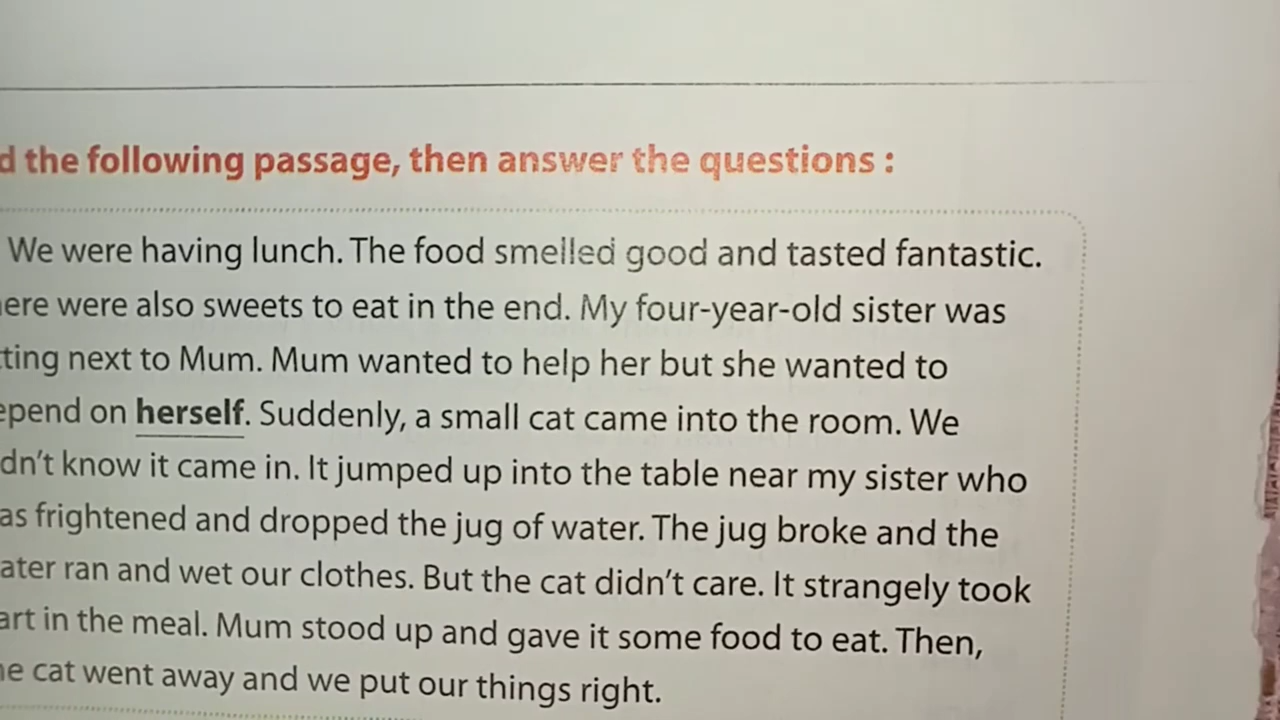 d the following passage, then answer the questions :
We were having lunch. The food smelled good and tasted fantastic.
ere were also sweets to eat in the end. My four-year-old sister was
ting next to Mum. Mum wanted to help her but she wanted to
epend on herself. Suddenly, a small cat came into the room. We
dn't know it came in. It jumped up into the table near my sister who
as frightened and dropped the jug of water. The jug broke and the
ater ran and wet our clothes. But the cat didn't care. It strangely took
art in the meal. Mum stood up and gave it some food to eat. Then,
he cat went away and we put our things right.